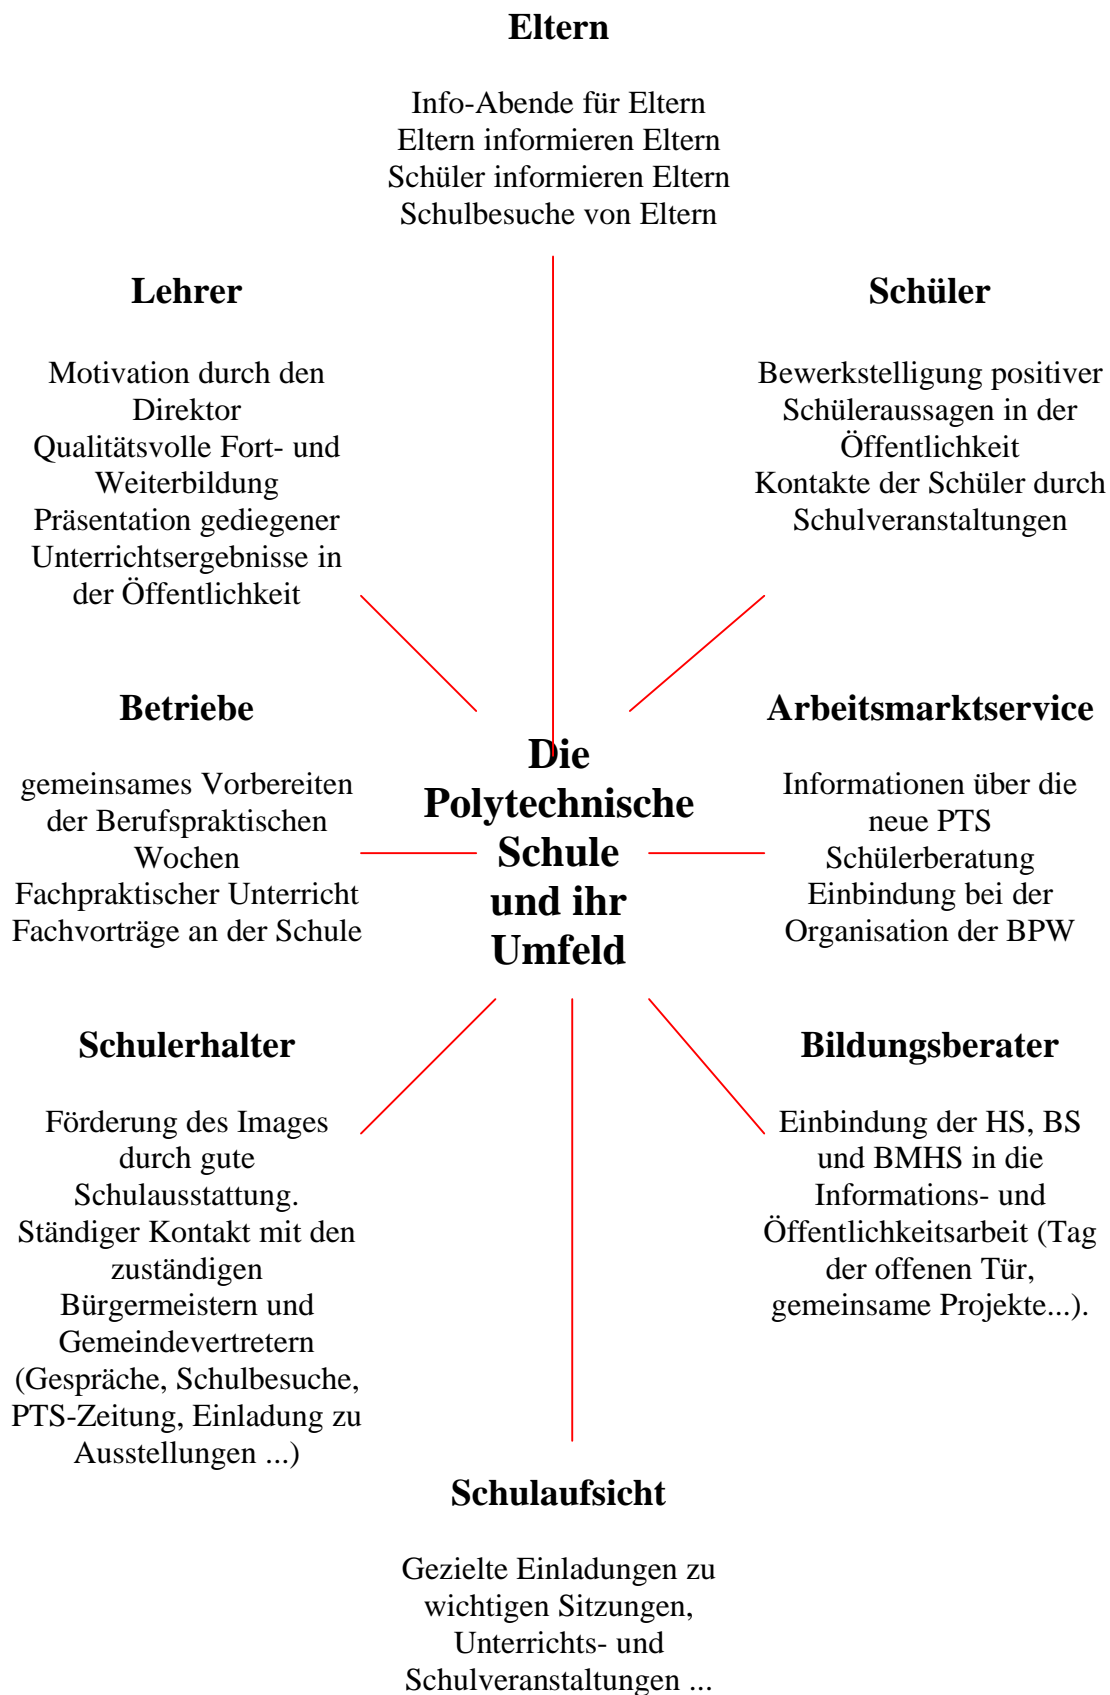 Eltern
Info-Abende für Eltern
Eltern informieren Eltern
Schüler informieren Eltern
Schulbesuche von Eltern
Lehrer
Motivation durch den
Direktor
Qualitätsvolle Fort- und
Weiterbildung
Präsentation gediegener
Unterrichtsergebnisse in
der Öffentlichkeit
Schüler
Bewerkstelligung positiver
Schüleraussagen in der
Öffentlichkeit
Kontakte der Schüler durch
Schulveranstaltungen
Betriebe
gemeinsames Vorbereiten
der Berufspraktischen
Wochen
Fachpraktischer Unterricht
Fachvorträge an der Schule
Die
Polytechnische
Schule
und ihr
Umfeld
Arbeitsmarktservice
Informationen über die
neue PTS
Schülerberatung
Einbindung bei der
Organisation der BPW
Schulerhalter
Förderung des Images
durch gute
Schulausstattung.
Ständiger Kontakt mit den
zuständigen
Bürgermeistern und
Gemeindevertretern
(Gespräche, Schulbesuche,
PTS-Zeitung, Einladung zu
Ausstellungen ...)
Bildungsberater
Einbindung der HS, BS
und BMHS in die
Informations- und
Öffentlichkeitsarbeit (Tag
der offenen Tür,
gemeinsame Projekte...).
Schulaufsicht
Gezielte Einladungen zu
wichtigen Sitzungen,
Unterrichts- und
Schulveranstaltungen ...